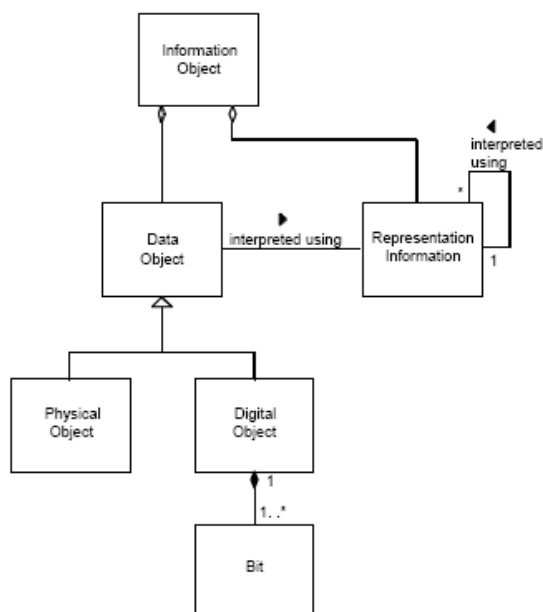 Information
Object
interpreted
using
*
Data
Object
interpreted using
Representation
Information
1
Physical
Object
Digital
Object
1
1..*
Bit